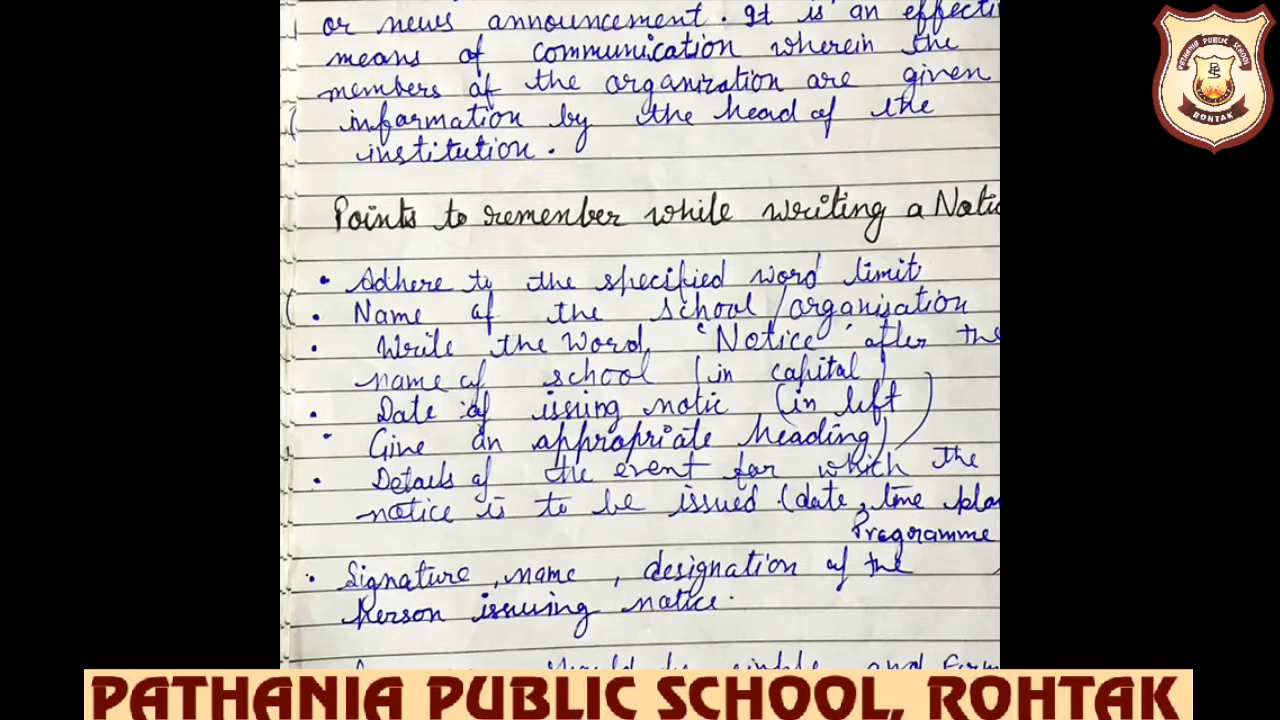 or news announcement. It is an effecti
means of communication wherein the
members of the organization are given
information by the head of the
institution.
Points to remember while writing a Notic
• Adhere to the specified word limit
• Name of the school/organisation
• Write the word 'Notice' after the
name of school (in capital)
• Date of issuing notic (in left)
• Give an appropriate heading)
• Details of the event for which the
notice is to be issued (date, time pla
Programme
• Signature, name, designation of the
person issuing notice.
should be simple and form
PATHANIA PUBLIC SCHOOL
ROHTAK
PATHANIA PUBLIC SCHOOL, ROHTAK